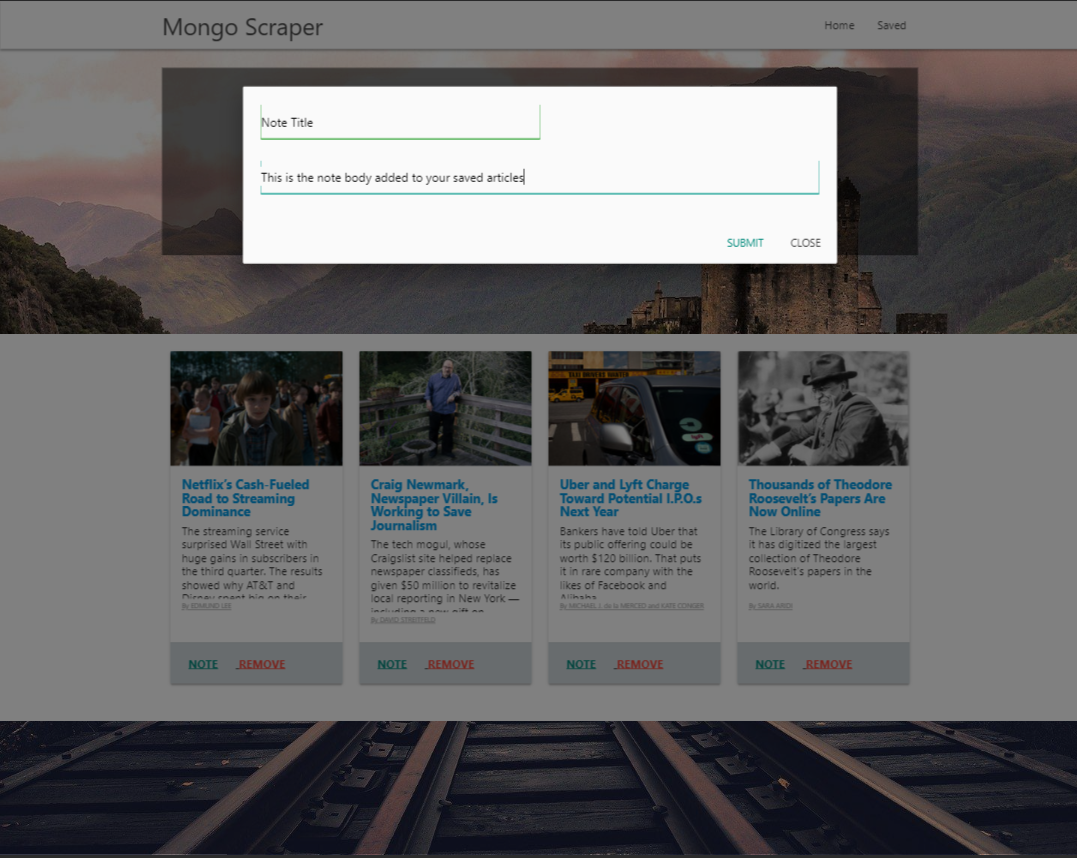 Mongo Scraper
Home Saved
Note Title
This is the note body added to your saved articles
SUBMIT CLOSE
Netflix's Cash-Fueled
Road to Streaming
Dominance
The streaming service
surprised Wall Street with
huge gains in subscribers in
the third quarter. The results
showed why AT&T and
Disney spent big on their
By EDMUND LEE
NOTE REMOVE
Craig Newmark,
Newspaper Villain, Is
Working to Save
Journalism
The tech mogul, whose
Craigslist site helped replace
newspaper classifieds, has
given $50 million to revitalize
local reporting in New York —
including a new gift on
By DAVID STREITFELD
NOTE REMOVE
Uber and Lyft Charge
Toward Potential I.P.O.s
Next Year
Bankers have told Uber that
its public offering could be
worth $120 billion. That puts
it in rare company with the
likes of Facebook and
Alibaba.
By MICHAEL J. de la MERCED and KATE CONGER
NOTE REMOVE
Thousands of Theodore
Roosevelt's Papers Are
Now Online
The Library of Congress says
it has digitized the largest
collection of Theodore
Roosevelt's papers in the
world.
NOTE REMOVE